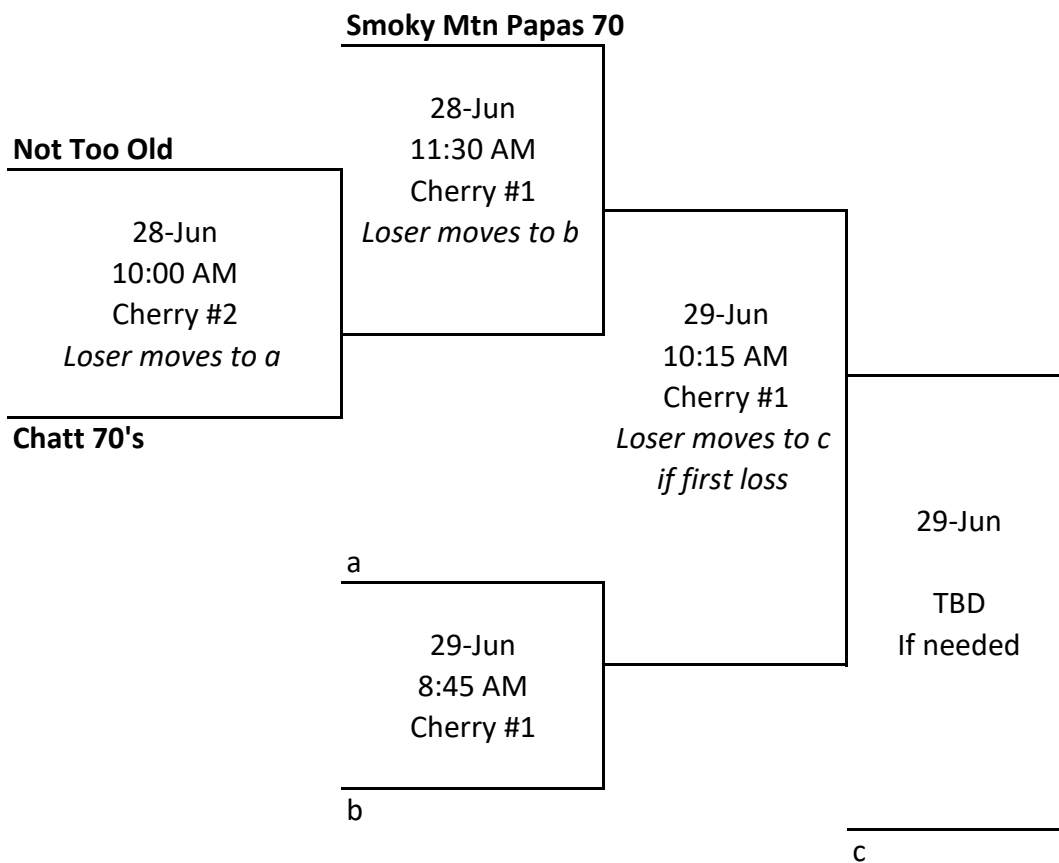 Smoky Mtn Papas 70
28-Jun
11:30 AM
Cherry #1
Loser moves to b
Not Too Old
28-Jun
10:00 AM
Cherry #2
Loser moves to a
Chatt 70's
29-Jun
10:15 AM
Cherry #1
Loser moves to c
if first loss
a
29-Jun
8:45 AM
Cherry #1
b
29-Jun
TBD
If needed
c